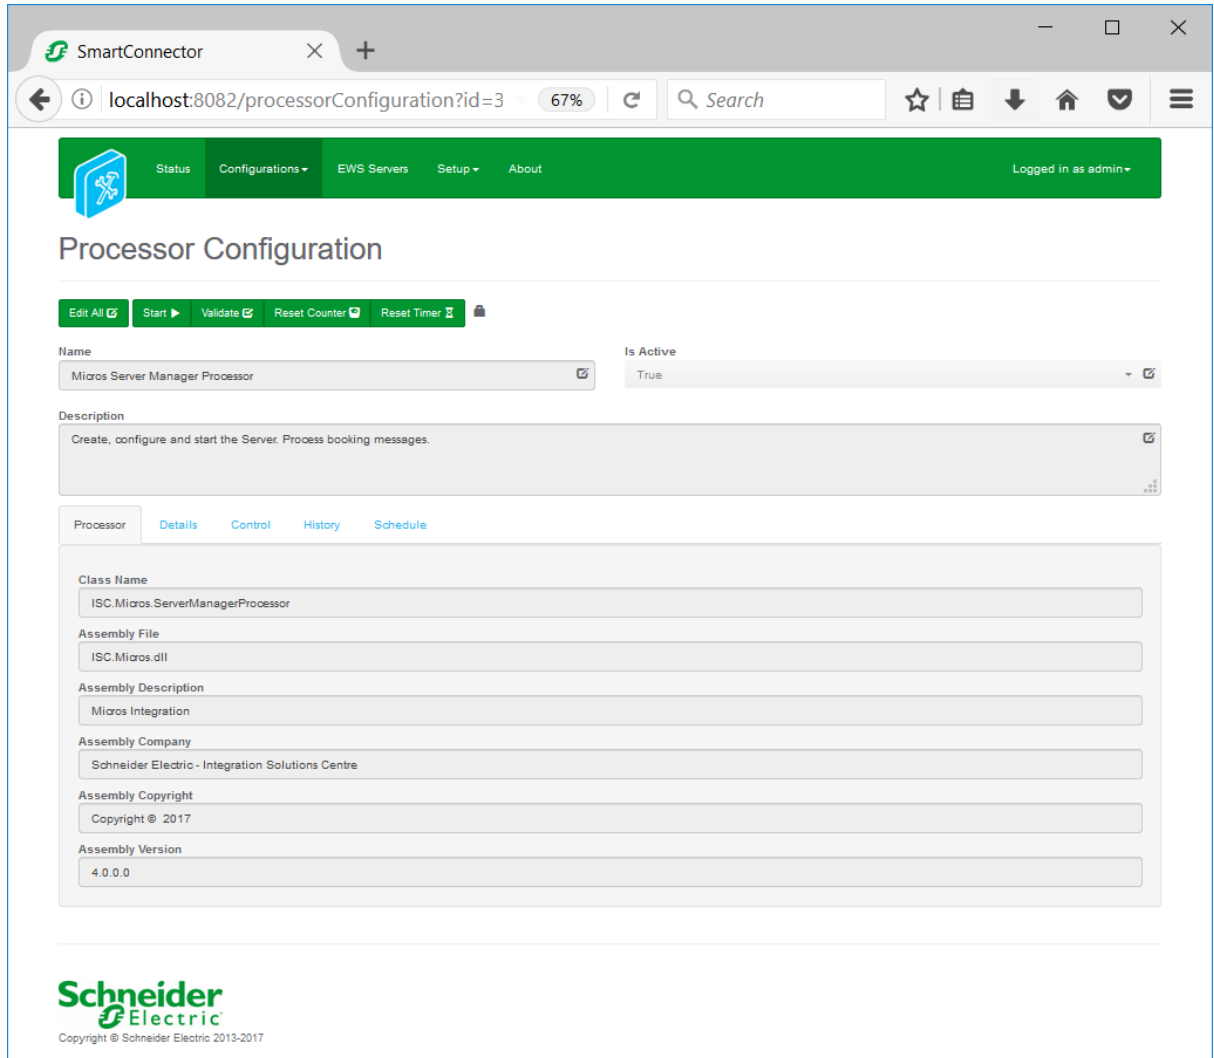 SmartConnector
localhost:8082/processorConfiguration?id=3 67% Search
Status Configurations EWS Servers Setup About Logged in as admin
Processor Configuration
Edit All Start Validate Reset Counter Reset Timer
Name Is Active
Micros Server Manager Processor True
Description
Create, configure and start the Server. Process booking messages.
Processor Details Control History Schedule
Class Name
ISC.Micros.ServerManagerProcessor
Assembly File
ISC.Micros.dll
Assembly Description
Micros Integration
Assembly Company
Schneider Electric - Integration Solutions Centre
Assembly Copyright
Copyright © 2017
Assembly Version
4.0.0.0
Schneider
Electric
Copyright © Schneider Electric 2013-2017